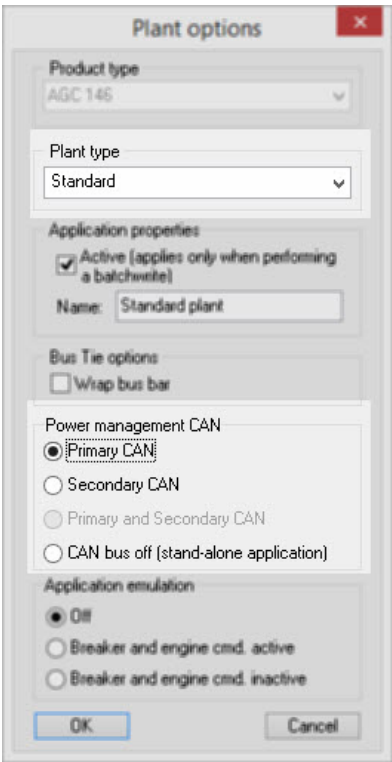 Plant options
Product type
AGC 146
Plant type
Standard
Application properties
Active (applies only when performing
a batchwrite)
Name: Standard plant
Bus Tie options
Wrap bus bar
Power management CAN
Primary CAN
Secondary CAN
Primary and Secondary CAN
CAN bus off (stand-alone application)
Application emulation
Off
Breaker and engine cmd. active
Breaker and engine cmd. inactive
OK Cancel